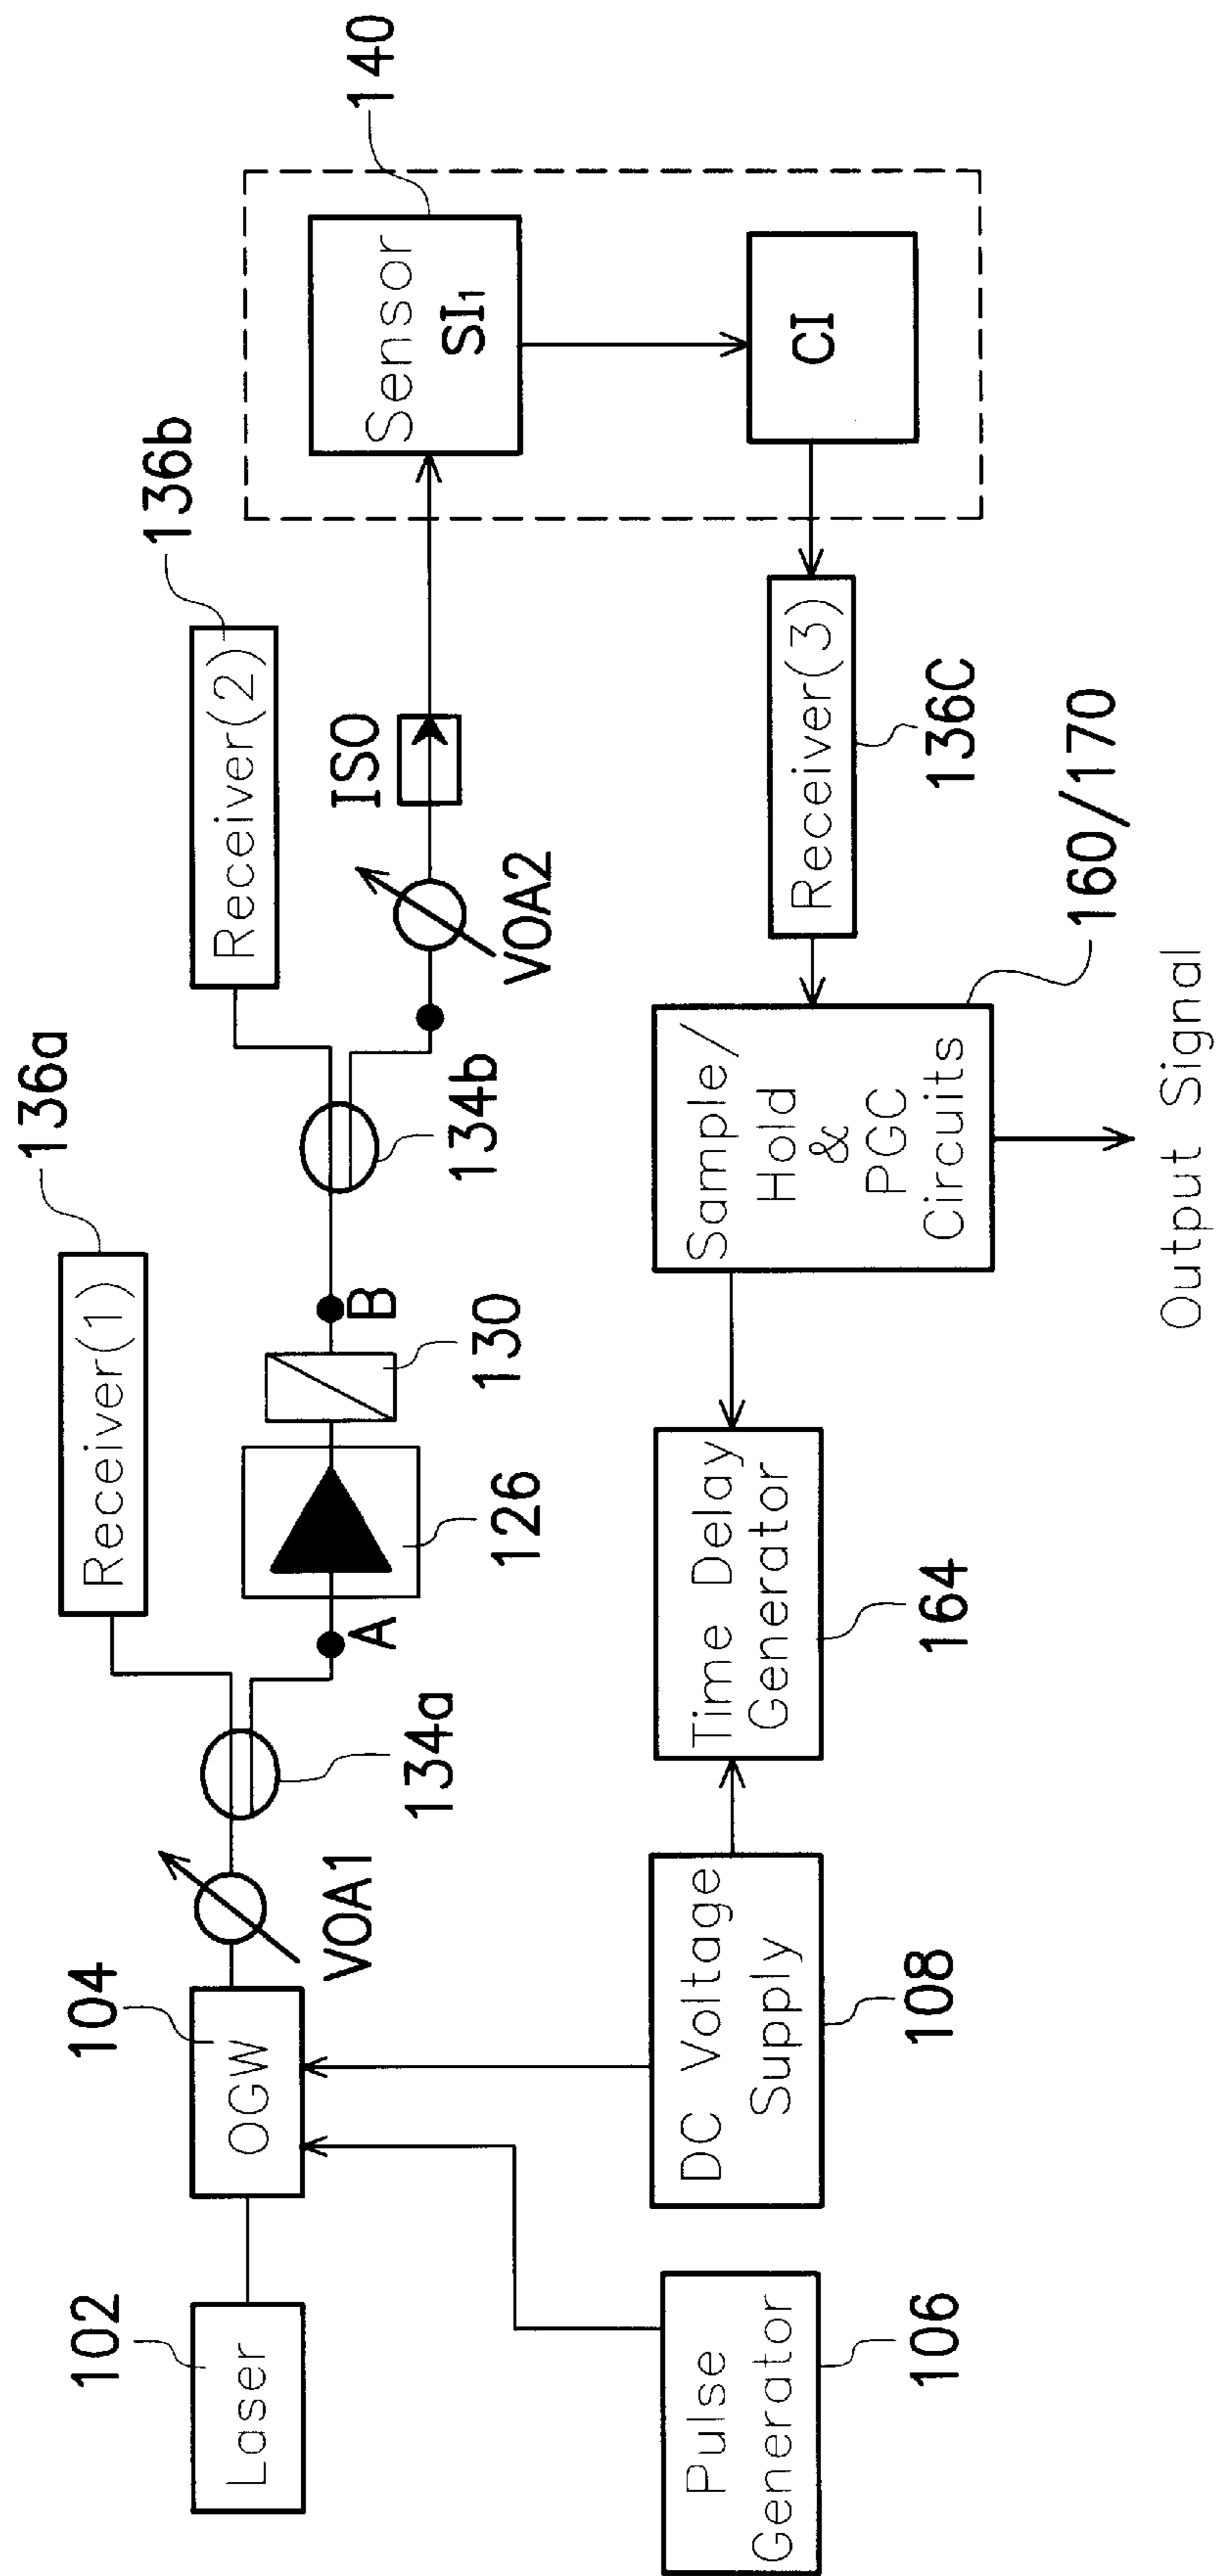 136a
Receiver(1)
136b
Receiver(2)
140
Sensor
SI1
102
Laser
104
OGW
VOA1
134a
A
126
130
B
134b
VOA2
ISO
CI
Pulse
Generator
106
DC Voltage
Supply
108
Time Delay
Generator
164
Sample/
Hold
&
PGC
Circuits
160/170
Receiver(3)
136C
Output Signal